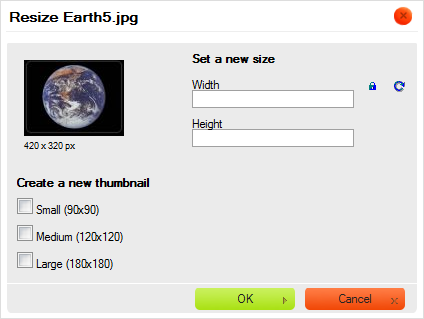 Resize Earth5.jpg
Set a new size
Width
Height
420 x 320 px
Create a new thumbnail
Small (90x90)
Medium (120x120)
Large (180x180)
OK
Cancel